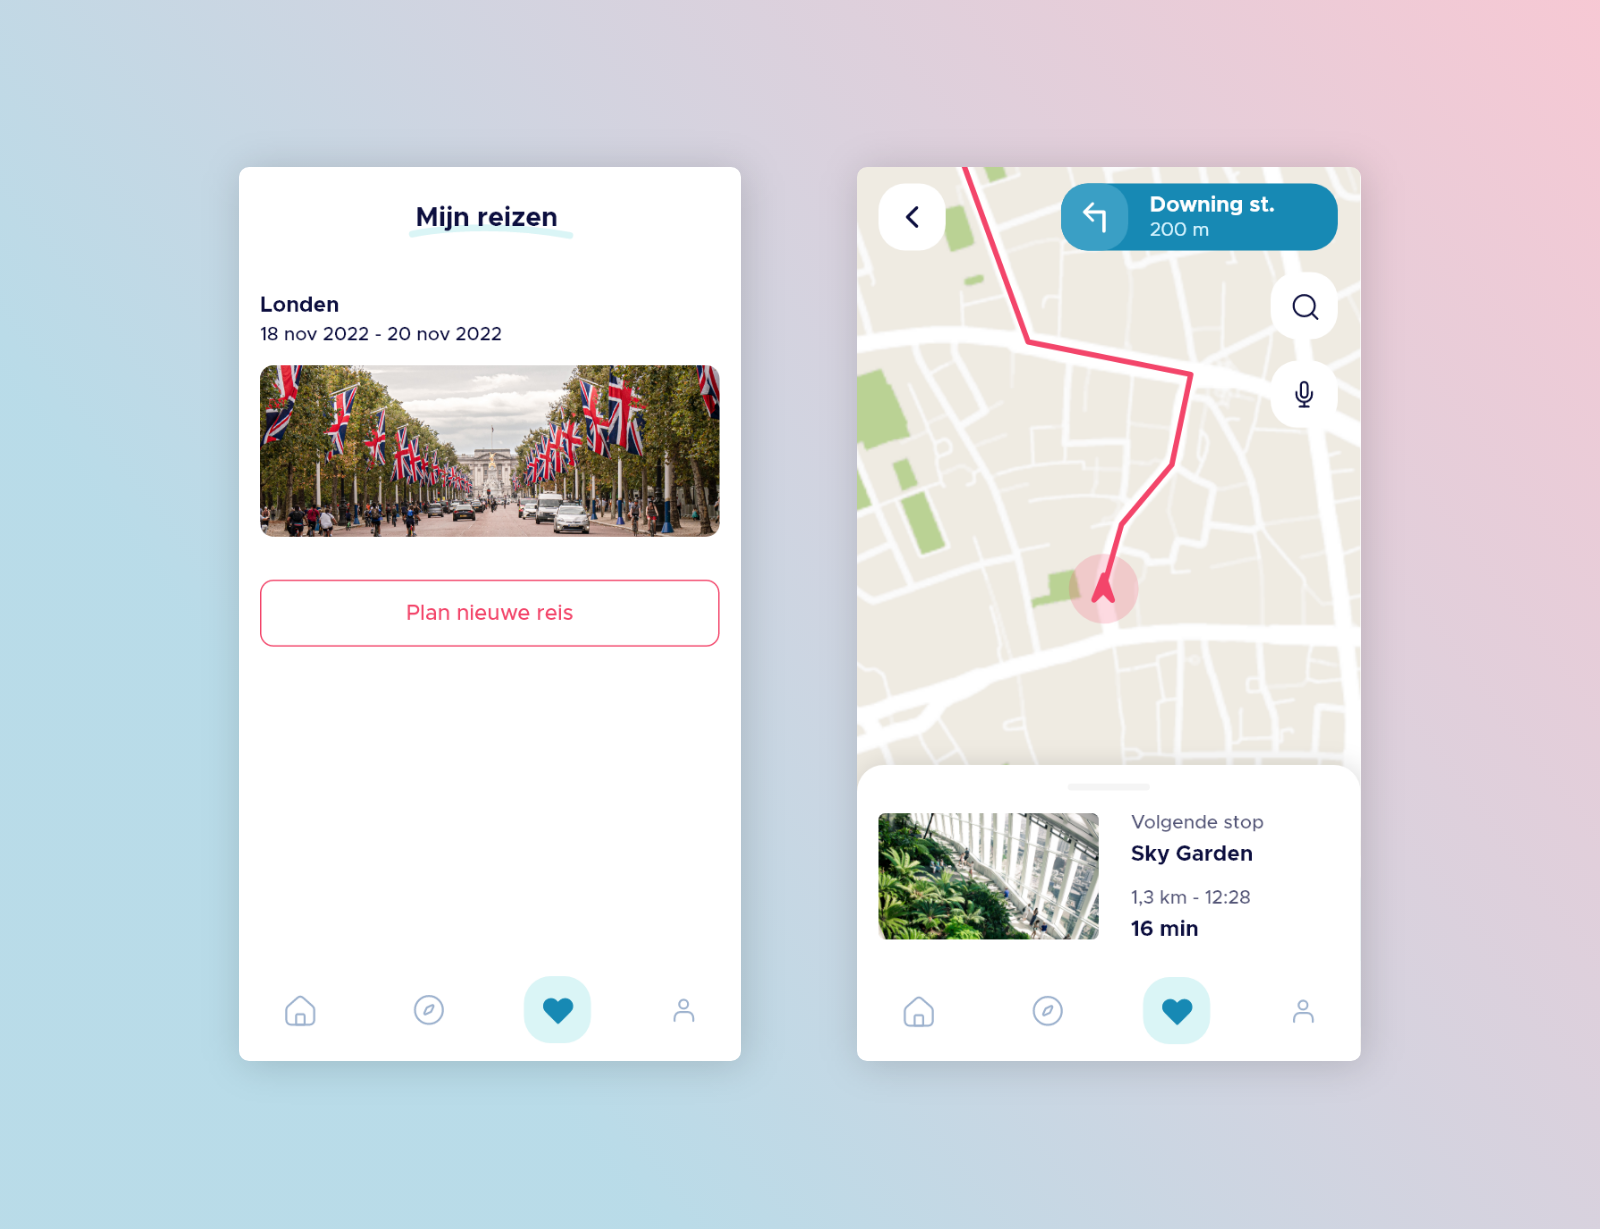 Mijn reizen
Londen
18 nov 2022 - 20 nov 2022
Plan nieuwe reis
Downing st.
200 m
Volgende stop
Sky Garden
1,3 km - 12:28
16 min